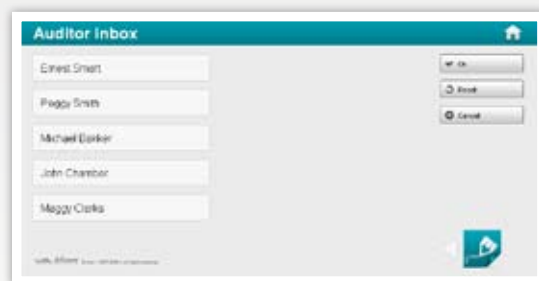 Auditor Inbox
Ernest Smart
Peggy Smith
Michael Barker
John Chamber
Maggy Clarks
Ok
Reset
Cancel